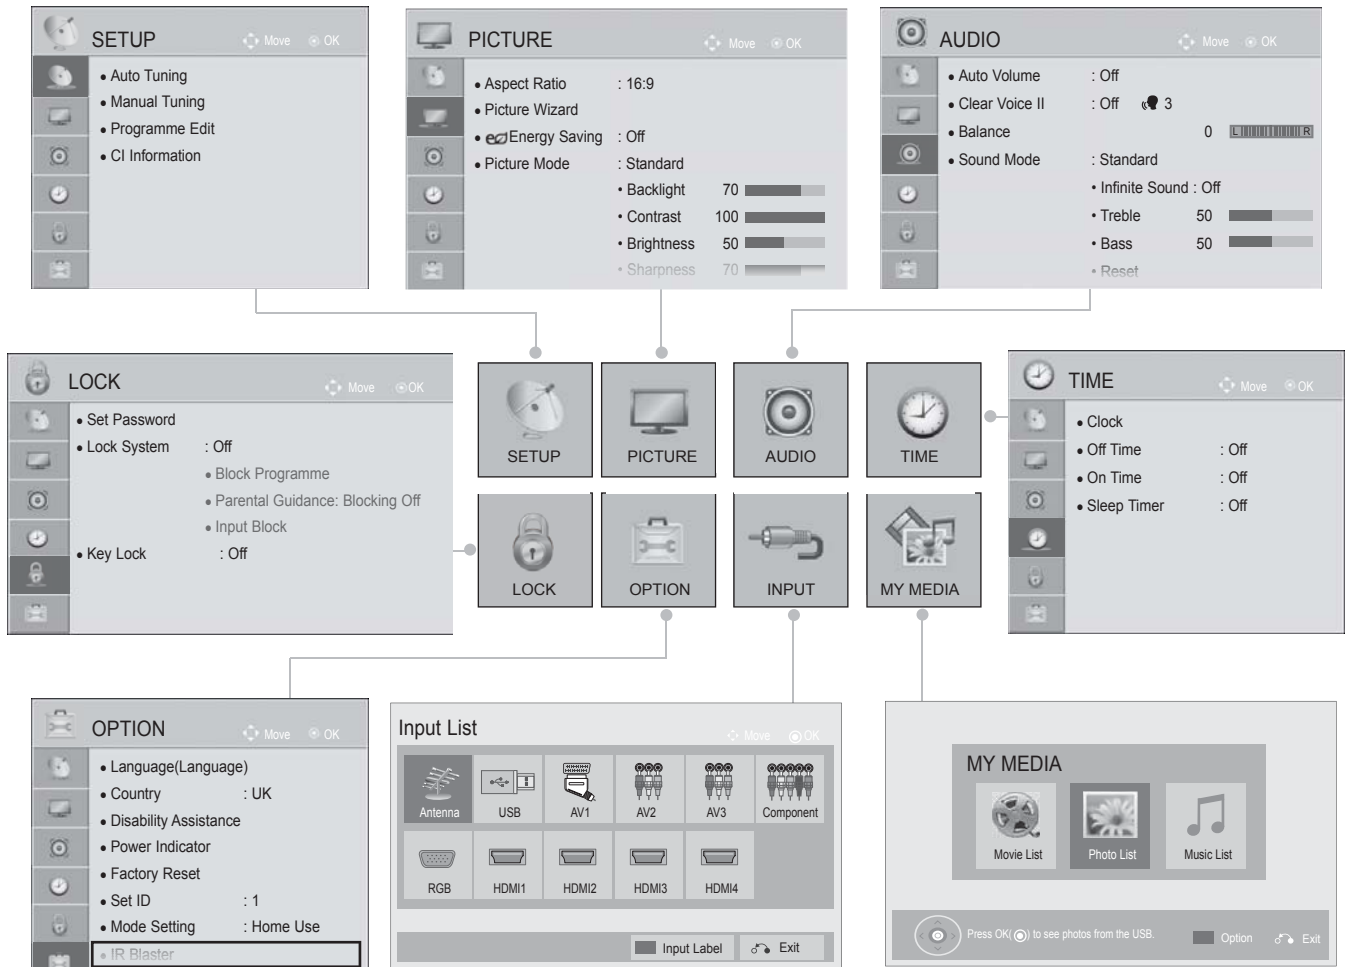 SETUP Move OK
• Auto Tuning
• Manual Tuning
• Programme Edit
• CI Information
PICTURE Move OK
• Aspect Ratio : 16:9
• Picture Wizard
• eco Energy Saving : Off
• Picture Mode : Standard
• Backlight 70
• Contrast 100
• Brightness 50
• Sharpness 70
AUDIO Move OK
• Auto Volume : Off
• Clear Voice II : Off 3
• Balance 0 L R
• Sound Mode : Standard
• Infinite Sound : Off
• Treble 50
• Bass 50
• Reset
LOCK Move OK
• Set Password
• Lock System : Off
• Block Programme
• Parental Guidance: Blocking Off
• Input Block
• Key Lock : Off
SETUP PICTURE AUDIO TIME
LOCK OPTION INPUT MY MEDIA
TIME Move OK
• Clock
• Off Time : Off
• On Time : Off
• Sleep Timer : Off
OPTION Move OK
• Language(Language)
• Country : UK
• Disability Assistance
• Power Indicator
• Factory Reset
• Set ID : 1
• Mode Setting : Home Use
• IR Blaster
Input List Move OK
Antenna USB AV1 AV2 AV3 Component
RGB HDMI1 HDMI2 HDMI3 HDMI4
Input Label Exit
MY MEDIA
Movie List Photo List Music List
Press OK( ) to see photos from the USB. Option Exit